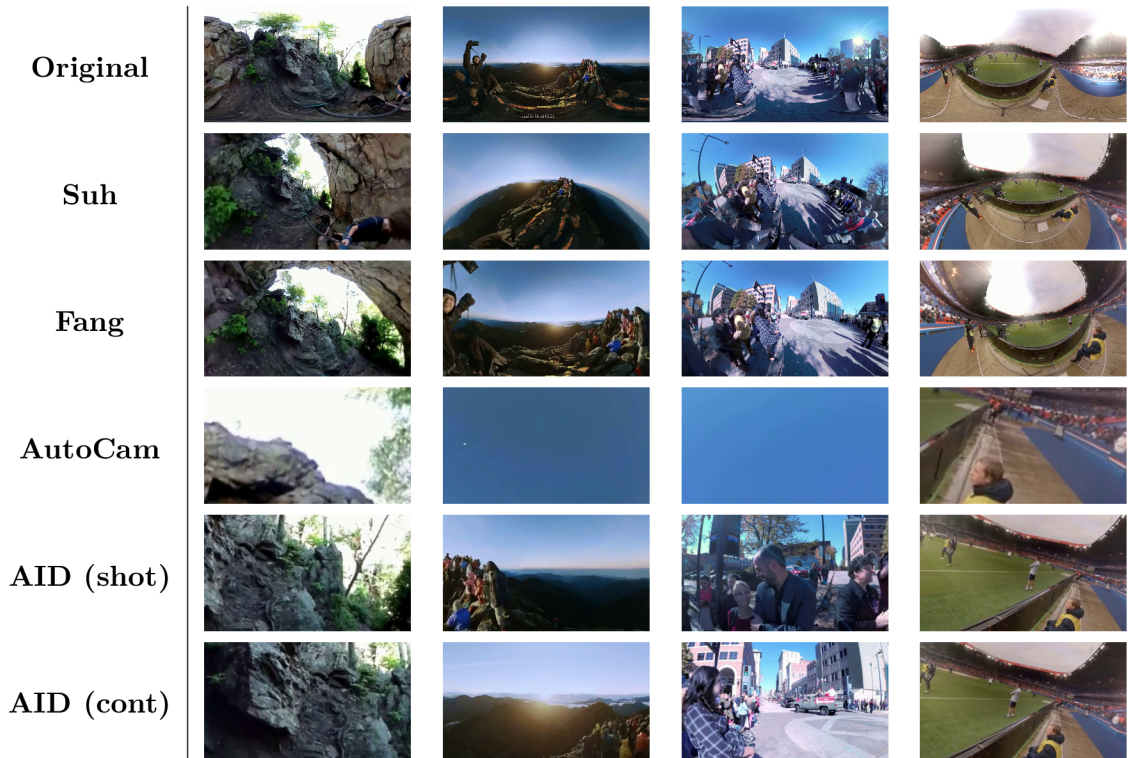 Original
Suh
Fang
AutoCam
AID (shot)
AID (cont)